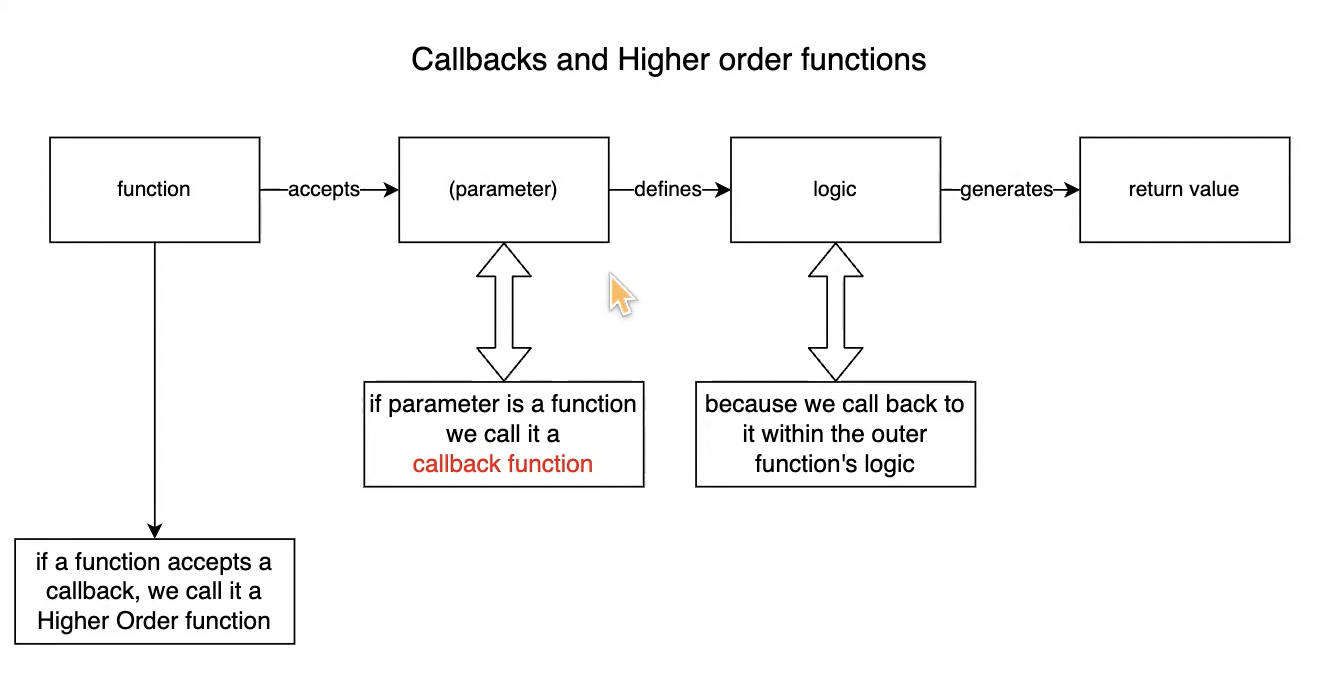 Callbacks and Higher order functions
function
accepts
(parameter)
defines
logic
generates
return value
if parameter is a function
we call it a
callback function
because we call back to
it within the outer
function's logic
if a function accepts a
callback, we call it a
Higher Order function